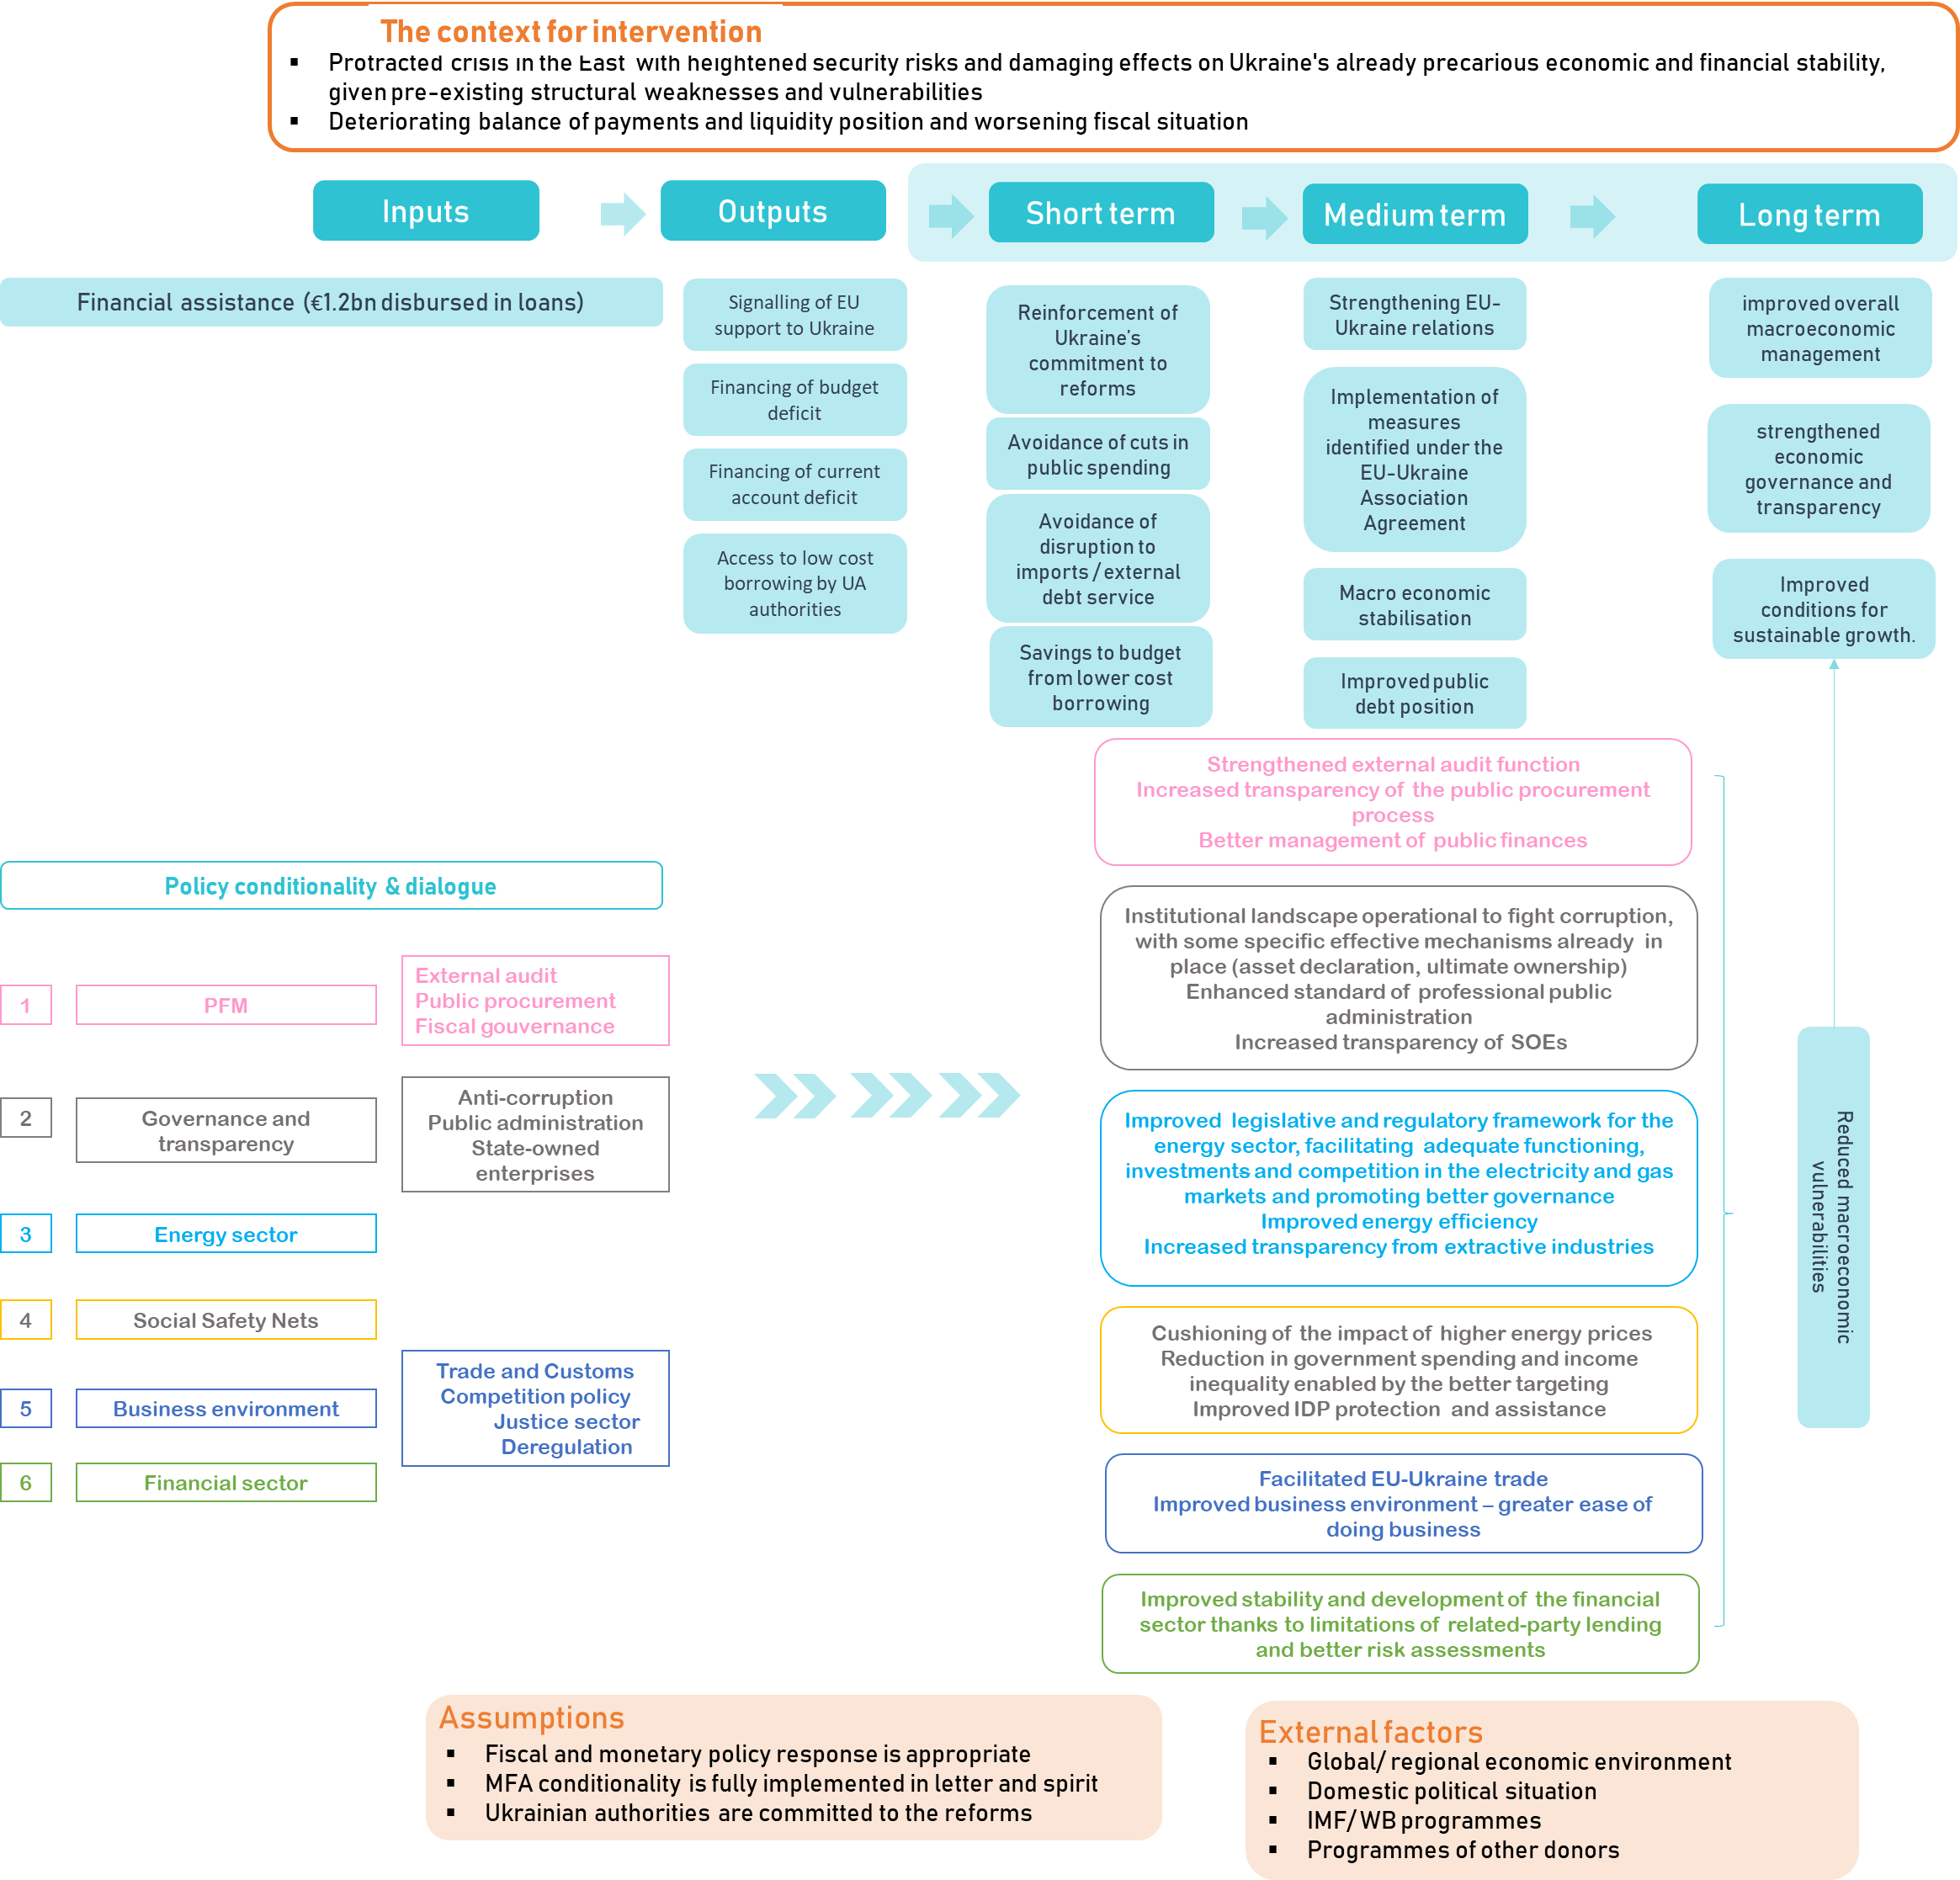 The context for intervention
▪ Protracted crisis in the East with heightened security risks and damaging effects on Ukraine's already precarious economic and financial stability,
given pre-existing structural weaknesses and vulnerabilities
▪ Deteriorating balance of payments and liquidity position and worsening fiscal situation
Inputs
Outputs
Short term
Medium term
Long term
Financial assistance (€1.2bn disbursed in loans)
Signalling of EU
support to Ukraine
Financing of budget
deficit
Financing of current
account deficit
Access to low cost
borrowing by UA
authorities
Reinforcement of
Ukraine’s
commitment to
reforms
Avoidance of cuts in
public spending
Avoidance of
disruption to
imports / external
debt service
Savings to budget
from lower cost
borrowing
Strengthening EU-
Ukraine relations
Implementation of
measures
identified under the
EU-Ukraine
Association
Agreement
Macro economic
stabilisation
Improved public
debt position
improved overall
macroeconomic
management
strengthened
economic
governance and
transparency
Improved
conditions for
sustainable growth.
Policy conditionality & dialogue
1
PFM
External audit
Public procurement
Fiscal gouvernance
2
Governance and
transparency
Anti-corruption
Public administration
State-owned
enterprises
3
Energy sector
4
Social Safety Nets
5
Business environment
Trade and Customs
Competition policy
Justice sector
Deregulation
6
Financial sector
Strengthened external audit function
Increased transparency of the public procurement
process
Better management of public finances
Institutional landscape operational to fight corruption,
with some specific effective mechanisms already in
place (asset declaration, ultimate ownership)
Enhanced standard of professional public
administration
Increased transparency of SOEs
Improved legislative and regulatory framework for the
energy sector, facilitating adequate functioning,
investments and competition in the electricity and gas
markets and promoting better governance
Improved energy efficiency
Increased transparency from extractive industries
Cushioning of the impact of higher energy prices
Reduction in government spending and income
inequality enabled by the better targeting
Improved IDP protection and assistance
Facilitated EU-Ukraine trade
Improved business environment – greater ease of
doing business
Improved stability and development of the financial
sector thanks to limitations of related-party lending
and better risk assessments
Reduced macroeconomic
vulnerabilities
Assumptions
▪ Fiscal and monetary policy response is appropriate
▪ MFA conditionality is fully implemented in letter and spirit
▪ Ukrainian authorities are committed to the reforms
External factors
▪ Global/ regional economic environment
▪ Domestic political situation
▪ IMF/ WB programmes
▪ Programmes of other donors